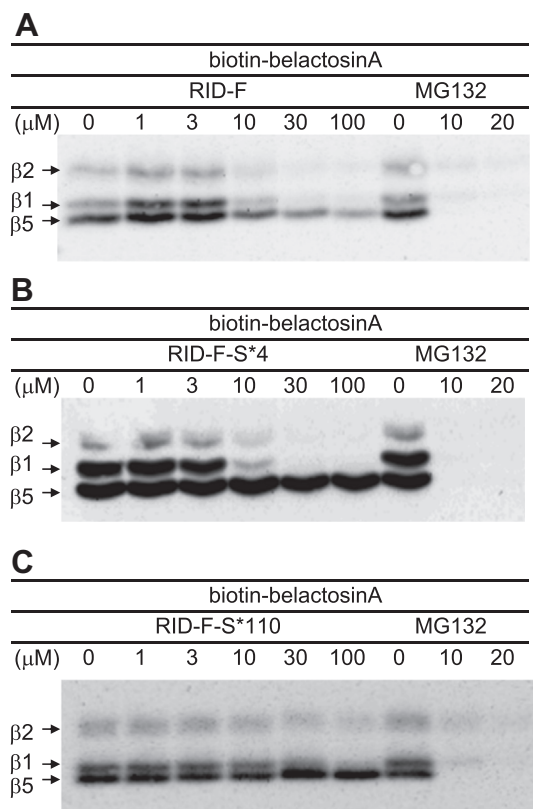 A
biotin-belactosinA
RID-F MG132
(μM) 0 1 3 10 30 100 0 10 20
β2
β1
β5
B
biotin-belactosinA
RID-F-S*4 MG132
(μM) 0 1 3 10 30 100 0 10 20
β2
β1
β5
C
biotin-belactosinA
RID-F-S*110 MG132
(μM) 0 1 3 10 30 100 0 10 20
β2
β1
β5